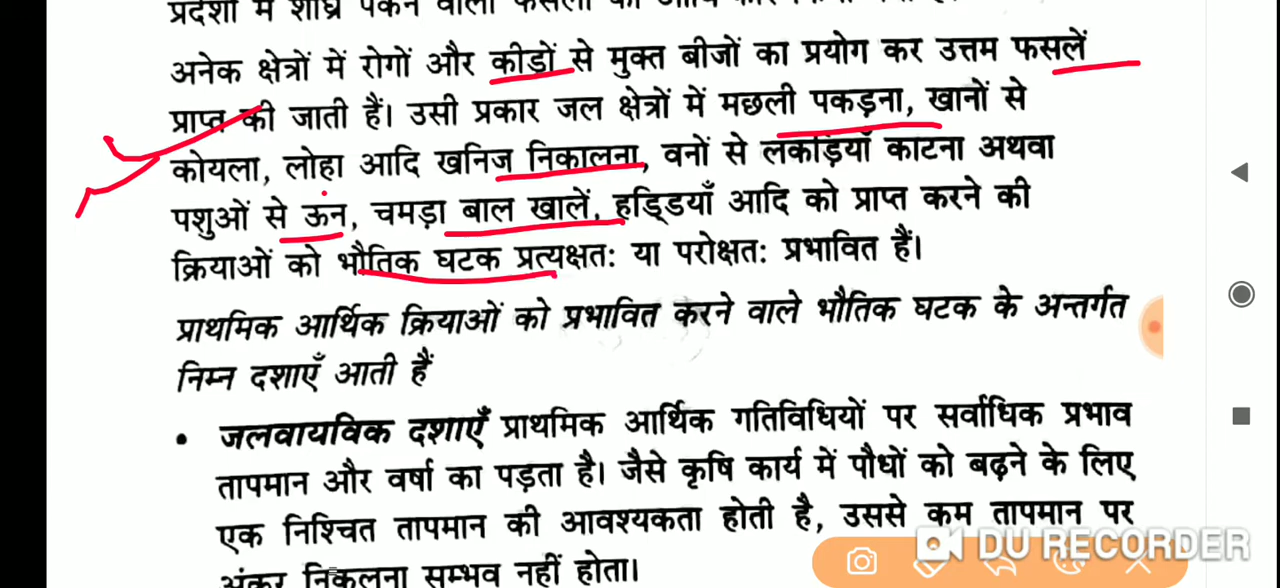 अनेक क्षेत्रों में रोगों और कीडों से मुक्त बीजों का प्रयोग कर उत्तम फसलें
प्राप्त की जाती हैं। उसी प्रकार जल क्षेत्रों में मछली पकड़ना, खानों से
कोयला, लोहा आदि खनिज निकालना, वनों से लकड़ियाँ काटना अथवा
पशुओं से ऊन, चमड़ा बाल खालें, हड्डियाँ आदि को प्राप्त करने की
क्रियाओं को भौतिक घटक प्रत्यक्षतः या परोक्षतः प्रभावित हैं।
प्राथमिक आर्थिक क्रियाओं को प्रभावित करने वाले भौतिक घटक के अन्तर्गत
निम्न दशाएँ आती हैं
• जलवायविक दशाएँ प्राथमिक आर्थिक गतिविधियों पर सर्वाधिक प्रभाव
तापमान और वर्षा का पड़ता है। जैसे कृषि कार्य में पौधों को बढ़ने के लिए
एक निश्चित तापमान की आवश्यकता होती है, उससे कम तापमान पर
अंकुर निकलना सम्भव नहीं होता।
DU RECORDER